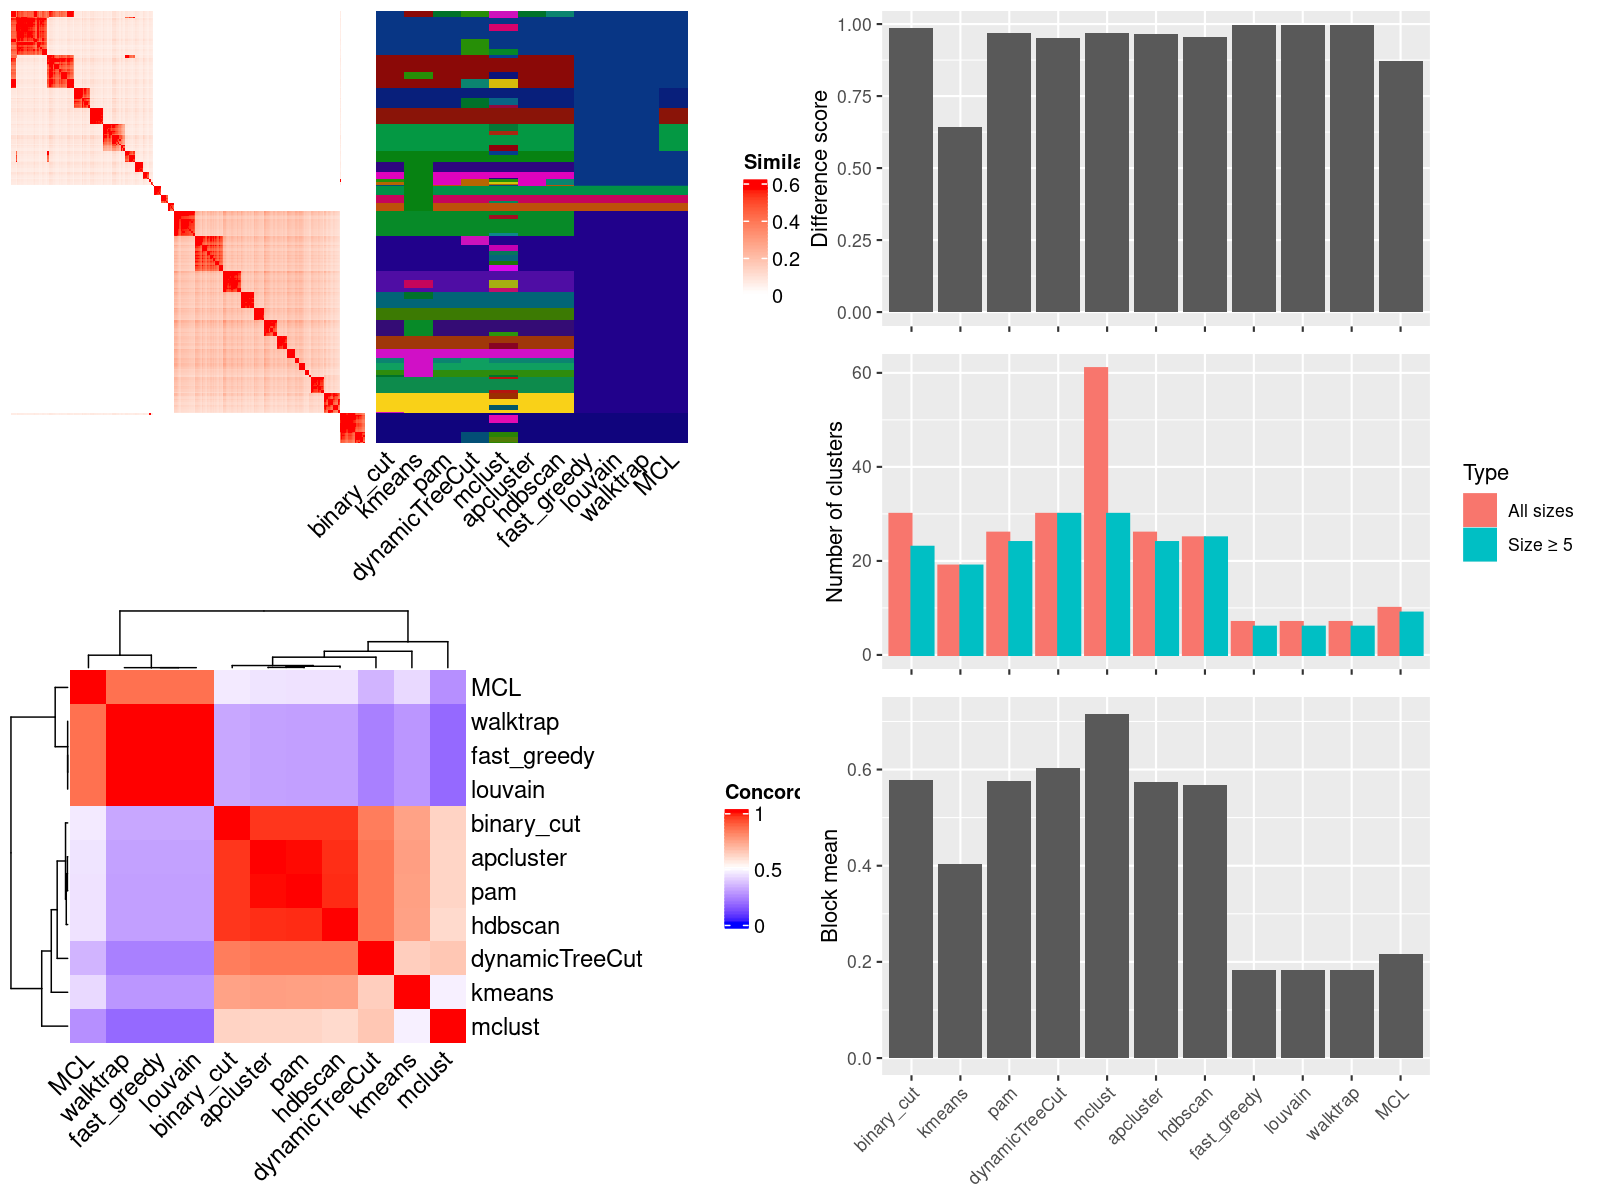 Simila
0.6
0.4
0.2
0
binary_cut
kmeans
pam
dynamicTreeCut
mclust
apcluster
hdbscan
fast_greedy
louvain
walktrap
MCL
MCL
walktrap
fast_greedy
louvain
binary_cut
apcluster
pam
hdbscan
dynamicTreeCut
kmeans
mclust
Concord
1
0.5
0
MCL
walktrap
fast_greedy
louvain
binary_cut
apcluster
pam
hdbscan
dynamicTreeCut
kmeans
mclust
Difference score
1.00
0.75
0.50
0.25
0.00
Number of clusters
60
40
20
0
Type
All sizes
Size ≥ 5
Block mean
0.6
0.4
0.2
0.0
binary_cut
kmeans
pam
dynamicTreeCut
mclust
apcluster
hdbscan
fast_greedy
louvain
walktrap
MCL